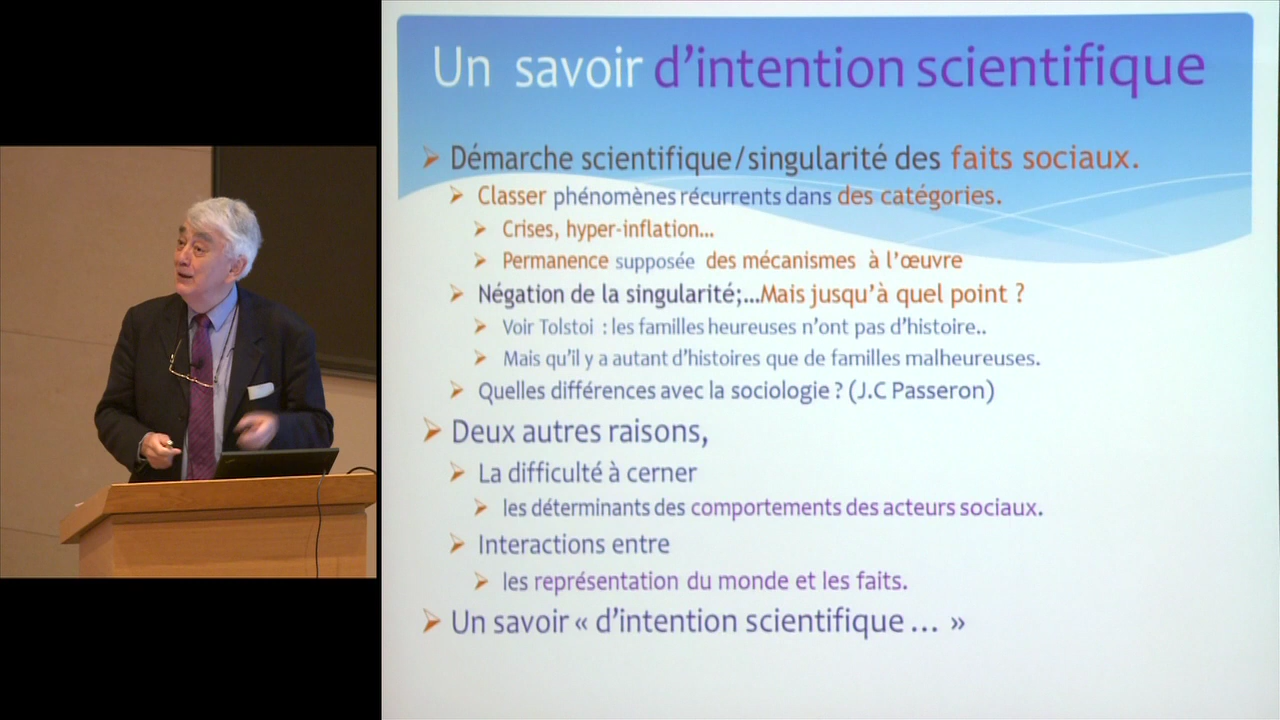 Un savoir d'intention scientifique
Démarche scientifique/singularité des faits sociaux.
Classer phénomènes récurrents dans des catégories.
Crises, hyper-inflation...
Permanence supposée des mécanismes à l'œuvre
Négation de la singularité;...Mais jusqu'à quel point ?
Voir Tolstoi : les familles heureuses n'ont pas d'histoire..
Mais qu'il y a autant d'histoires que de familles malheureuses.
Quelles différences avec la sociologie ? (J.C Passeron)
Deux autres raisons,
La difficulté à cerner
les déterminants des comportements des acteurs sociaux.
Interactions entre
les représentation du monde et les faits.
Un savoir « d'intention scientifique ... »